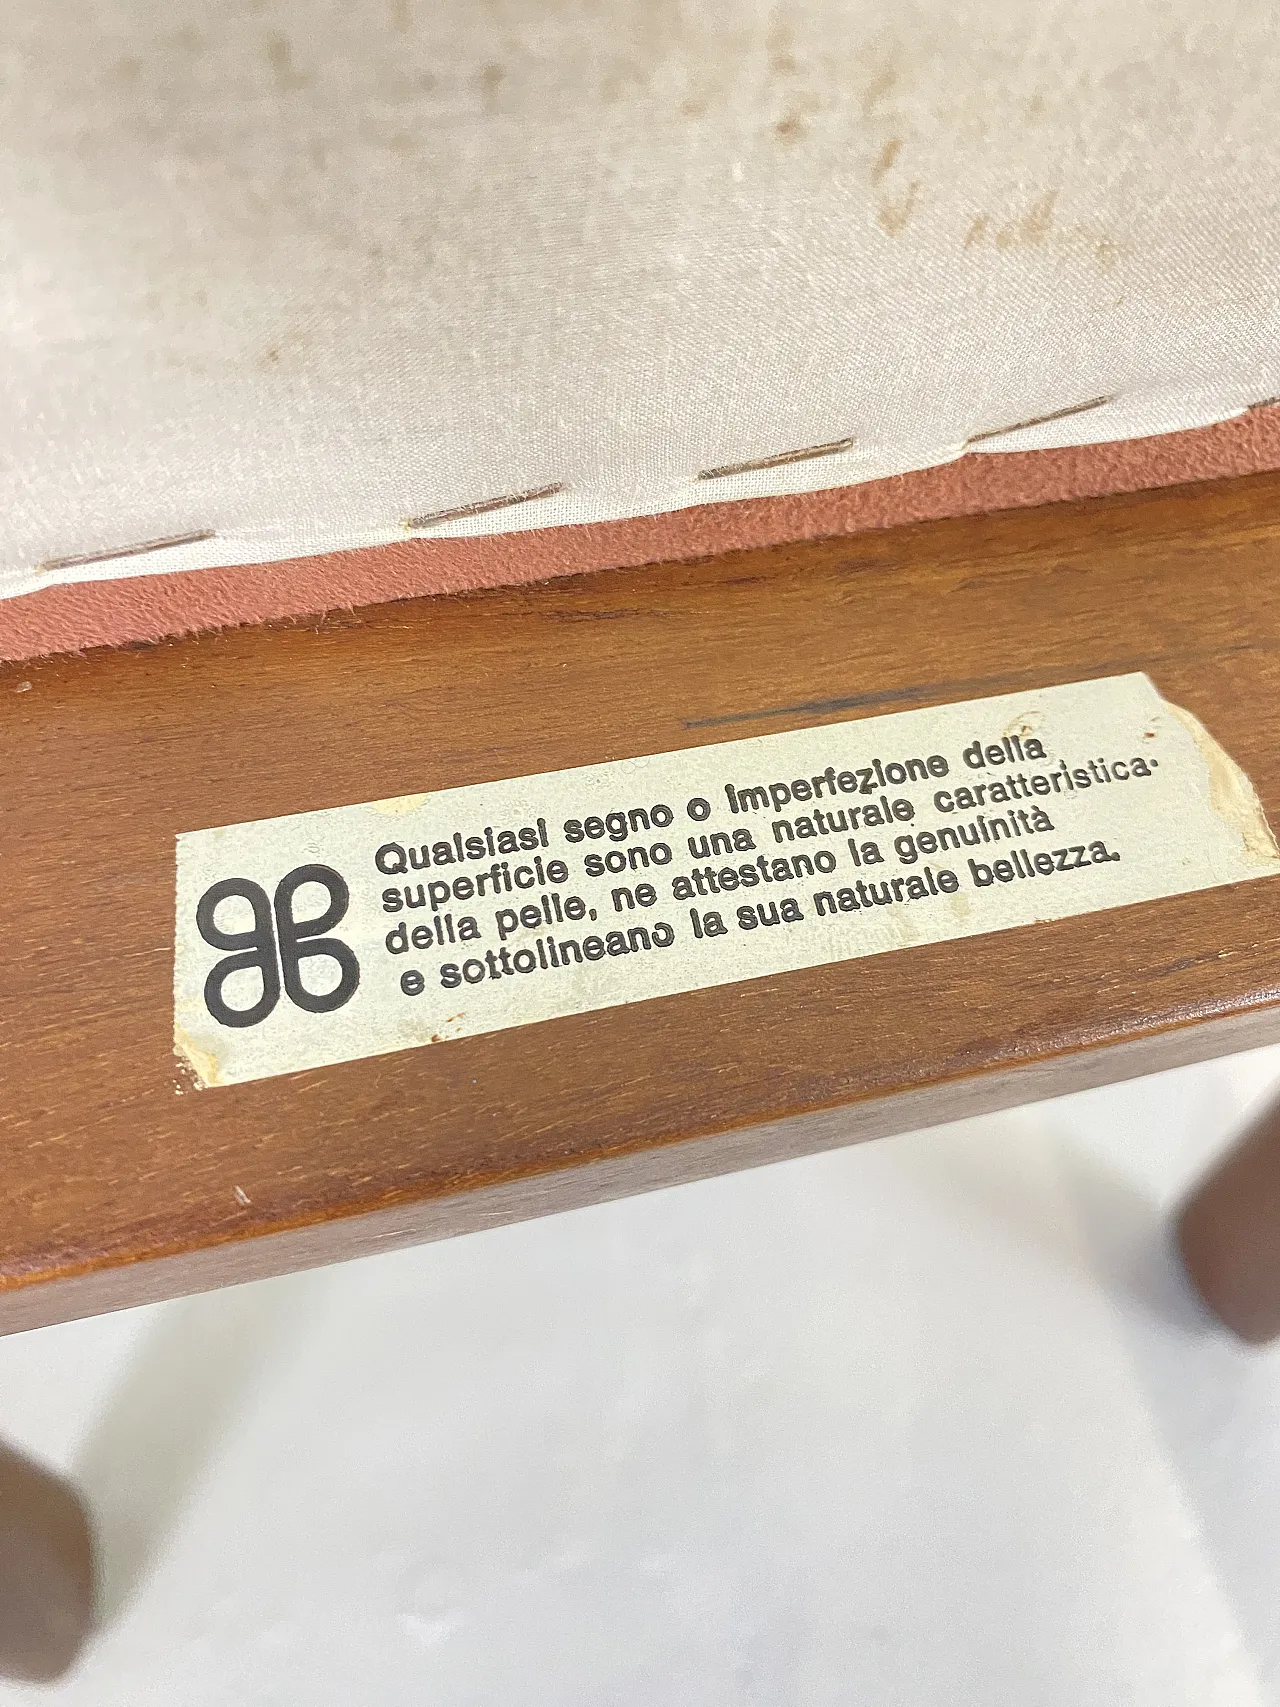 Qualsiasi segno o imperfezione della
superficie sono una naturale caratteristica.
della pelle, ne attestano la genuinità
e sottolineano la sua naturale bellezza.